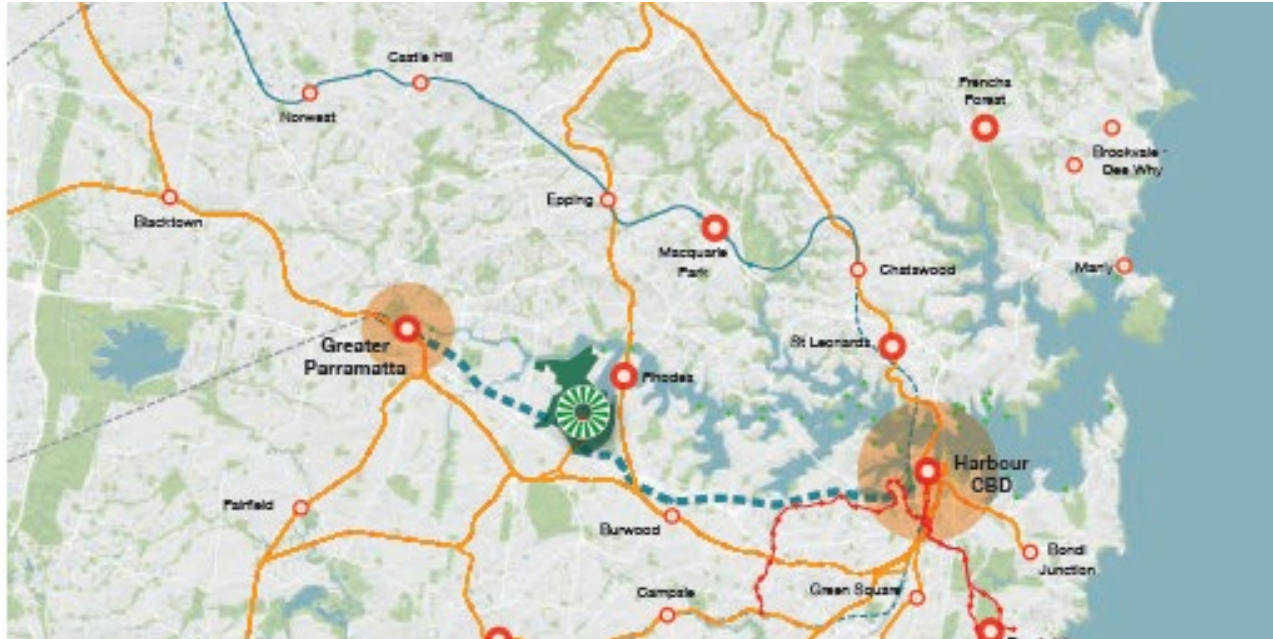 Castle Hill
Norwest
Frenchs
Forest
Brookvale -
Dee Why
Epping
Blacktown
Macquarie
Park
Chatswood
Manly
Greater
Parramatta
St Leonards
Rhodes
Harbour
CBD
Fairfield
Burwood
Bondi
Junction
Campsie
Green Square